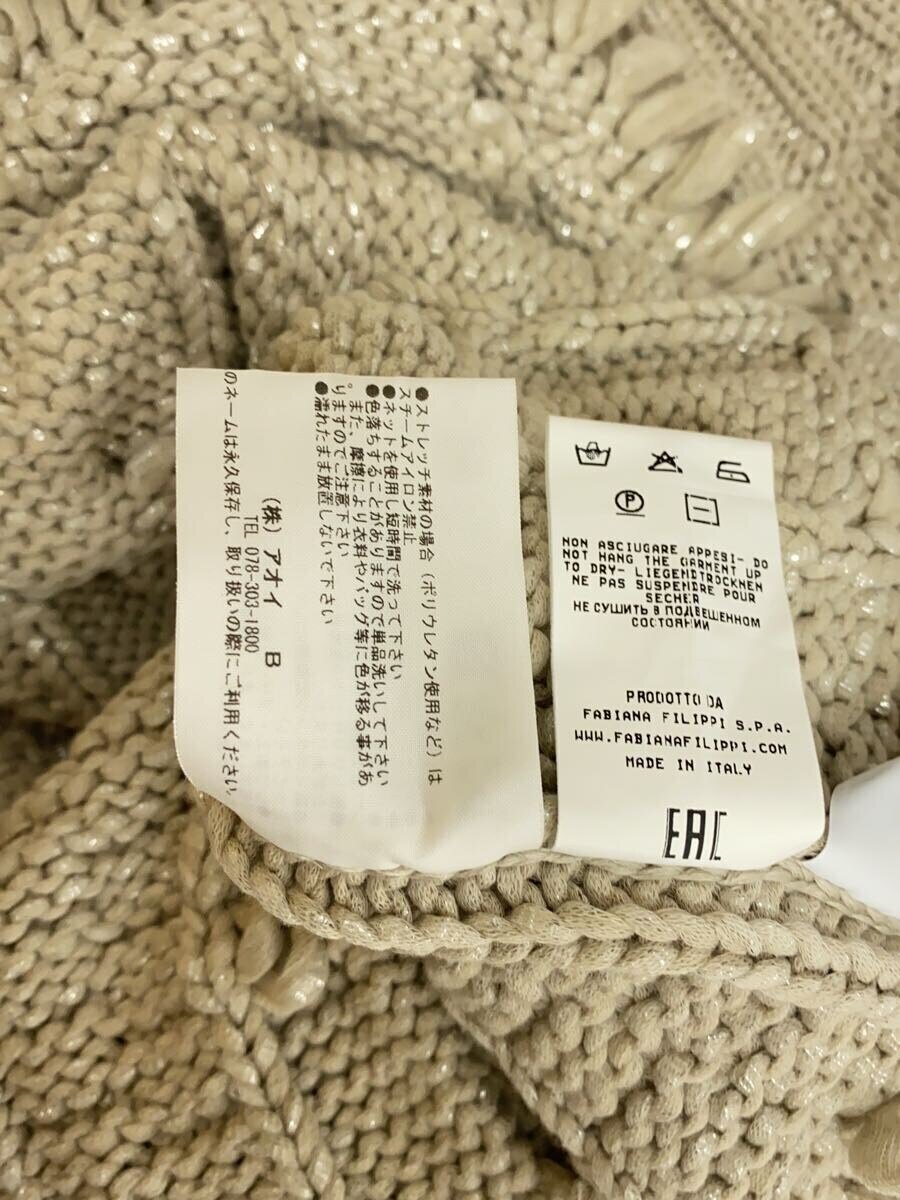 ●ストレッチ素材の場合（ポリウレタン使用など）は
スチームアイロン禁止
●ネットを使用し短時間で洗って下さい
●色落ちすることがありますので単品洗いして下さい
また、摩擦により衣料やバッグ等に色が移る事があ
りますのでご注意下さい。
●濡れたまま放置しないで下さい
（株）アオイ B
TEL 078-303-1800
のネームは永久保存し、取り扱いの際にご利用ください
P
NON ASCIUGARE APPESI- DO
NOT HANG THE GARMENT UP
TO DRY- LIEGENDTROCKNEN
NE PAS SUSPENDRE POUR
SECHER
НЕ СУШИТЬ В ПОДВЕШЕННОМ
СОСТОЯНИИ
PRODOTTO DA
FABIANA FILIPPI S.P.A.
WWW.FABIANAFILIPPI.COM
MADE IN ITALY
EAC